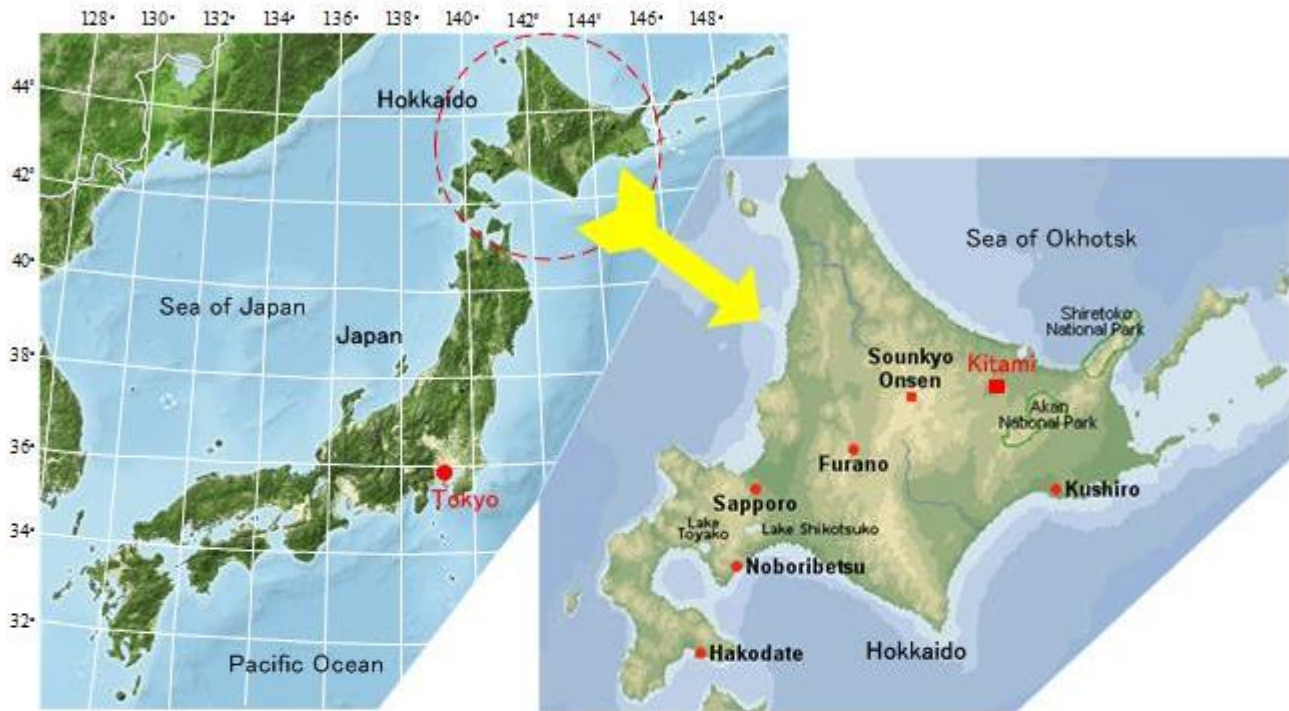 128• 130• 132• 134• 136• 138• 140• 142• 144• 146• 148•
44°
42•
40•
38•
36•
34•
32•
Hokkaido
Sea of Japan
Japan
Tokyo
Pacific Ocean
Sea of Okhotsk
Shiretoko
National Park
Sounkyo
Onsen
Kitami
Akan
National Park
Furano
Sapporo
Kushiro
Lake
Toyako
Lake Shikotsuko
Noboribetsu
Hakodate
Hokkaido